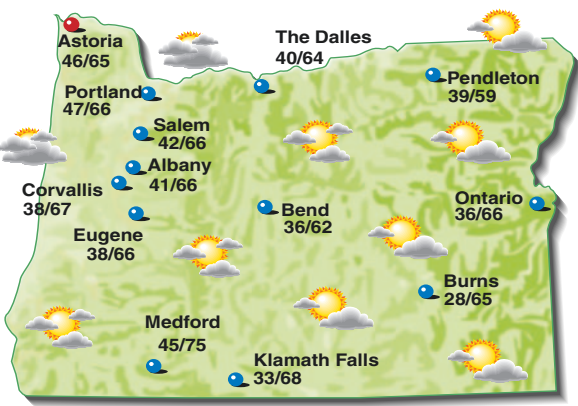 Astoria
46/65
The Dalles
40/64
Pendleton
39/59
Portland
47/66
Salem
42/66
Albany
41/66
Corvallis
38/67
Eugene
38/66
Bend
36/62
Ontario
36/66
Burns
28/65
Medford
45/75
Klamath Falls
33/68